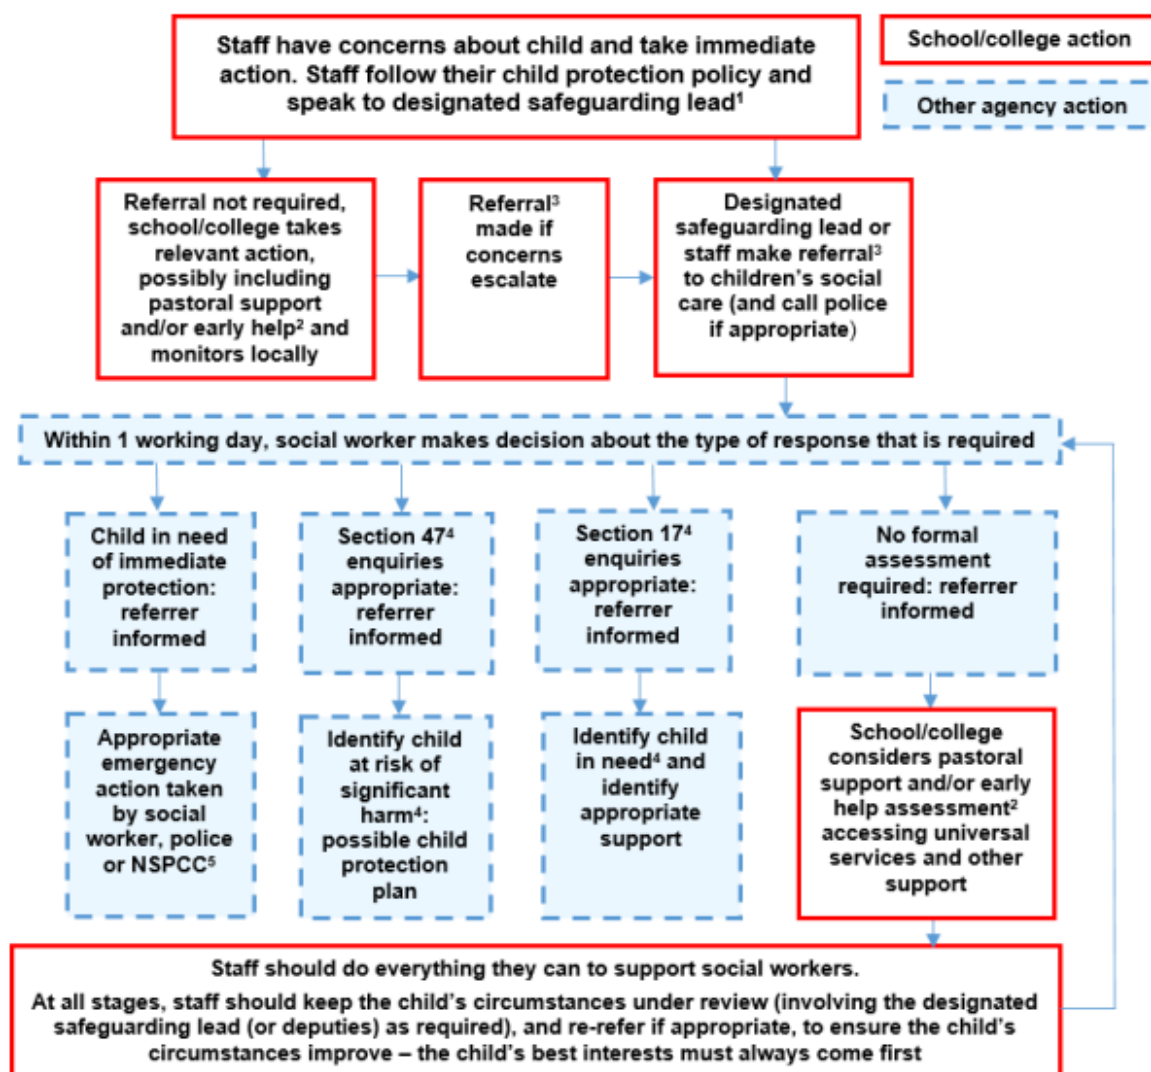 Staff have concerns about child and take immediate
action. Staff follow their child protection policy and
speak to designated safeguarding lead¹
School/college action
Other agency action
Referral not required,
school/college takes
relevant action,
possibly including
pastoral support
and/or early help² and
monitors locally
Referral³
made if
concerns
escalate
Designated
safeguarding lead or
staff make referral³
to children's social
care (and call police
if appropriate)
Within 1 working day, social worker makes decision about the type of response that is required
Child in need
of immediate
protection:
referrer
informed
Section 47⁴
enquiries
appropriate:
referrer
informed
Section 17⁴
enquiries
appropriate:
referrer
informed
No formal
assessment
required: referrer
informed
Appropriate
emergency
action taken
by social
worker, police
or NSPCC⁵
Identify child
at risk of
significant
harm⁴:
possible child
protection
plan
Identify child
in need⁴ and
identify
appropriate
support
School/college
considers pastoral
support and/or early
help assessment²
accessing universal
services and other
support
Staff should do everything they can to support social workers.
At all stages, staff should keep the child's circumstances under review (involving the designated
safeguarding lead (or deputies) as required), and re-refer if appropriate, to ensure the child's
circumstances improve – the child's best interests must always come first